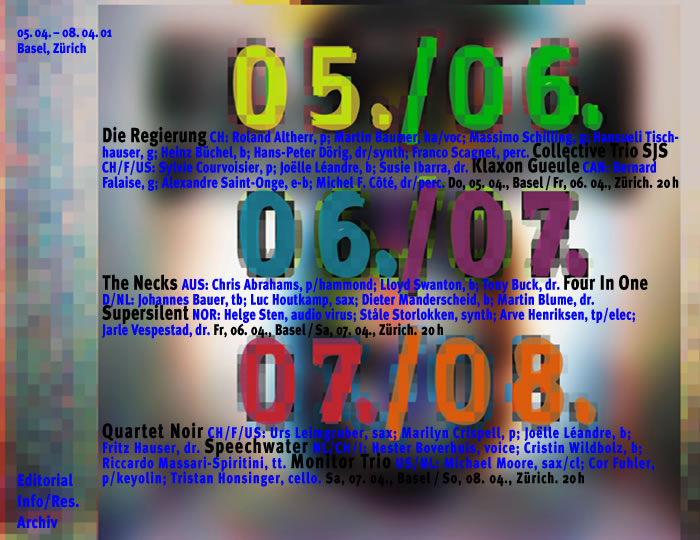 05. 04. – 08. 04. 01
Basel, Zürich
05./06.
Die Regierung CH: Roland Altherr, p; Martin Baumer, ha/voc; Massimo Schilling, g; Hansueli Tisch-
hauser, g; Heinz Büchel, b; Hans-Peter Dörig, dr/synth; Franco Scagnet, perc. Collective Trio SJS
CH/F/US: Sylvie Courvoisier, p; Joëlle Léandre, b; Susie Ibarra, dr. Klaxon Gueule CAN: Bernard
Falaise, g; Alexandre Saint-Onge, e-b; Michel F. Côté, dr/perc. Do, 05. 04., Basel / Fr, 06. 04., Zürich. 20 h
06./07.
The Necks AUS: Chris Abrahams, p/hammond; Lloyd Swanton, b; Tony Buck, dr. Four In One
D/NL: Johannes Bauer, tb; Luc Houtkamp, sax; Dieter Manderscheid, b; Martin Blume, dr.
Supersilent NOR: Helge Sten, audio virus; Ståle Storlokken, synth; Arve Henriksen, tp/elec;
Jarle Vespestad, dr. Fr, 06. 04., Basel / Sa, 07. 04., Zürich. 20 h
07./08.
Quartet Noir CH/F/US: Urs Leimgruber, sax; Marilyn Crispell, p; Joëlle Léandre, b;
Fritz Hauser, dr. Speechwater NL/CH/I: Hester Boverhuis, voice; Cristin Wildbolz, b;
Riccardo Massari-Spiritini, tt. Monitor Trio US/NL: Michael Moore, sax/cl; Cor Fuhler,
p/keyolin; Tristan Honsinger, cello. Sa, 07. 04., Basel / So, 08. 04., Zürich. 20 h
Editorial
Info/Res.
Archiv